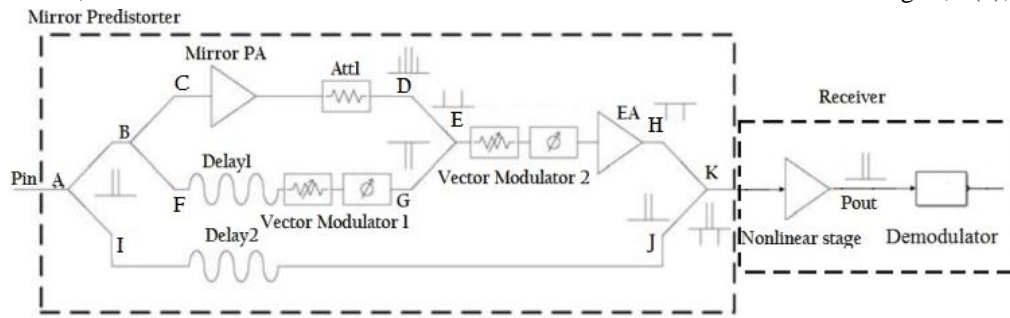 Mirror Predistorter
Mirror PA
Att1
C
D
E
EA
H
Receiver
B
Pin
A
Delay1
Vector Modulator 2
K
F
G
Vector Modulator 1
Pout
I
Delay2
J
Nonlinear stage
Demodulator